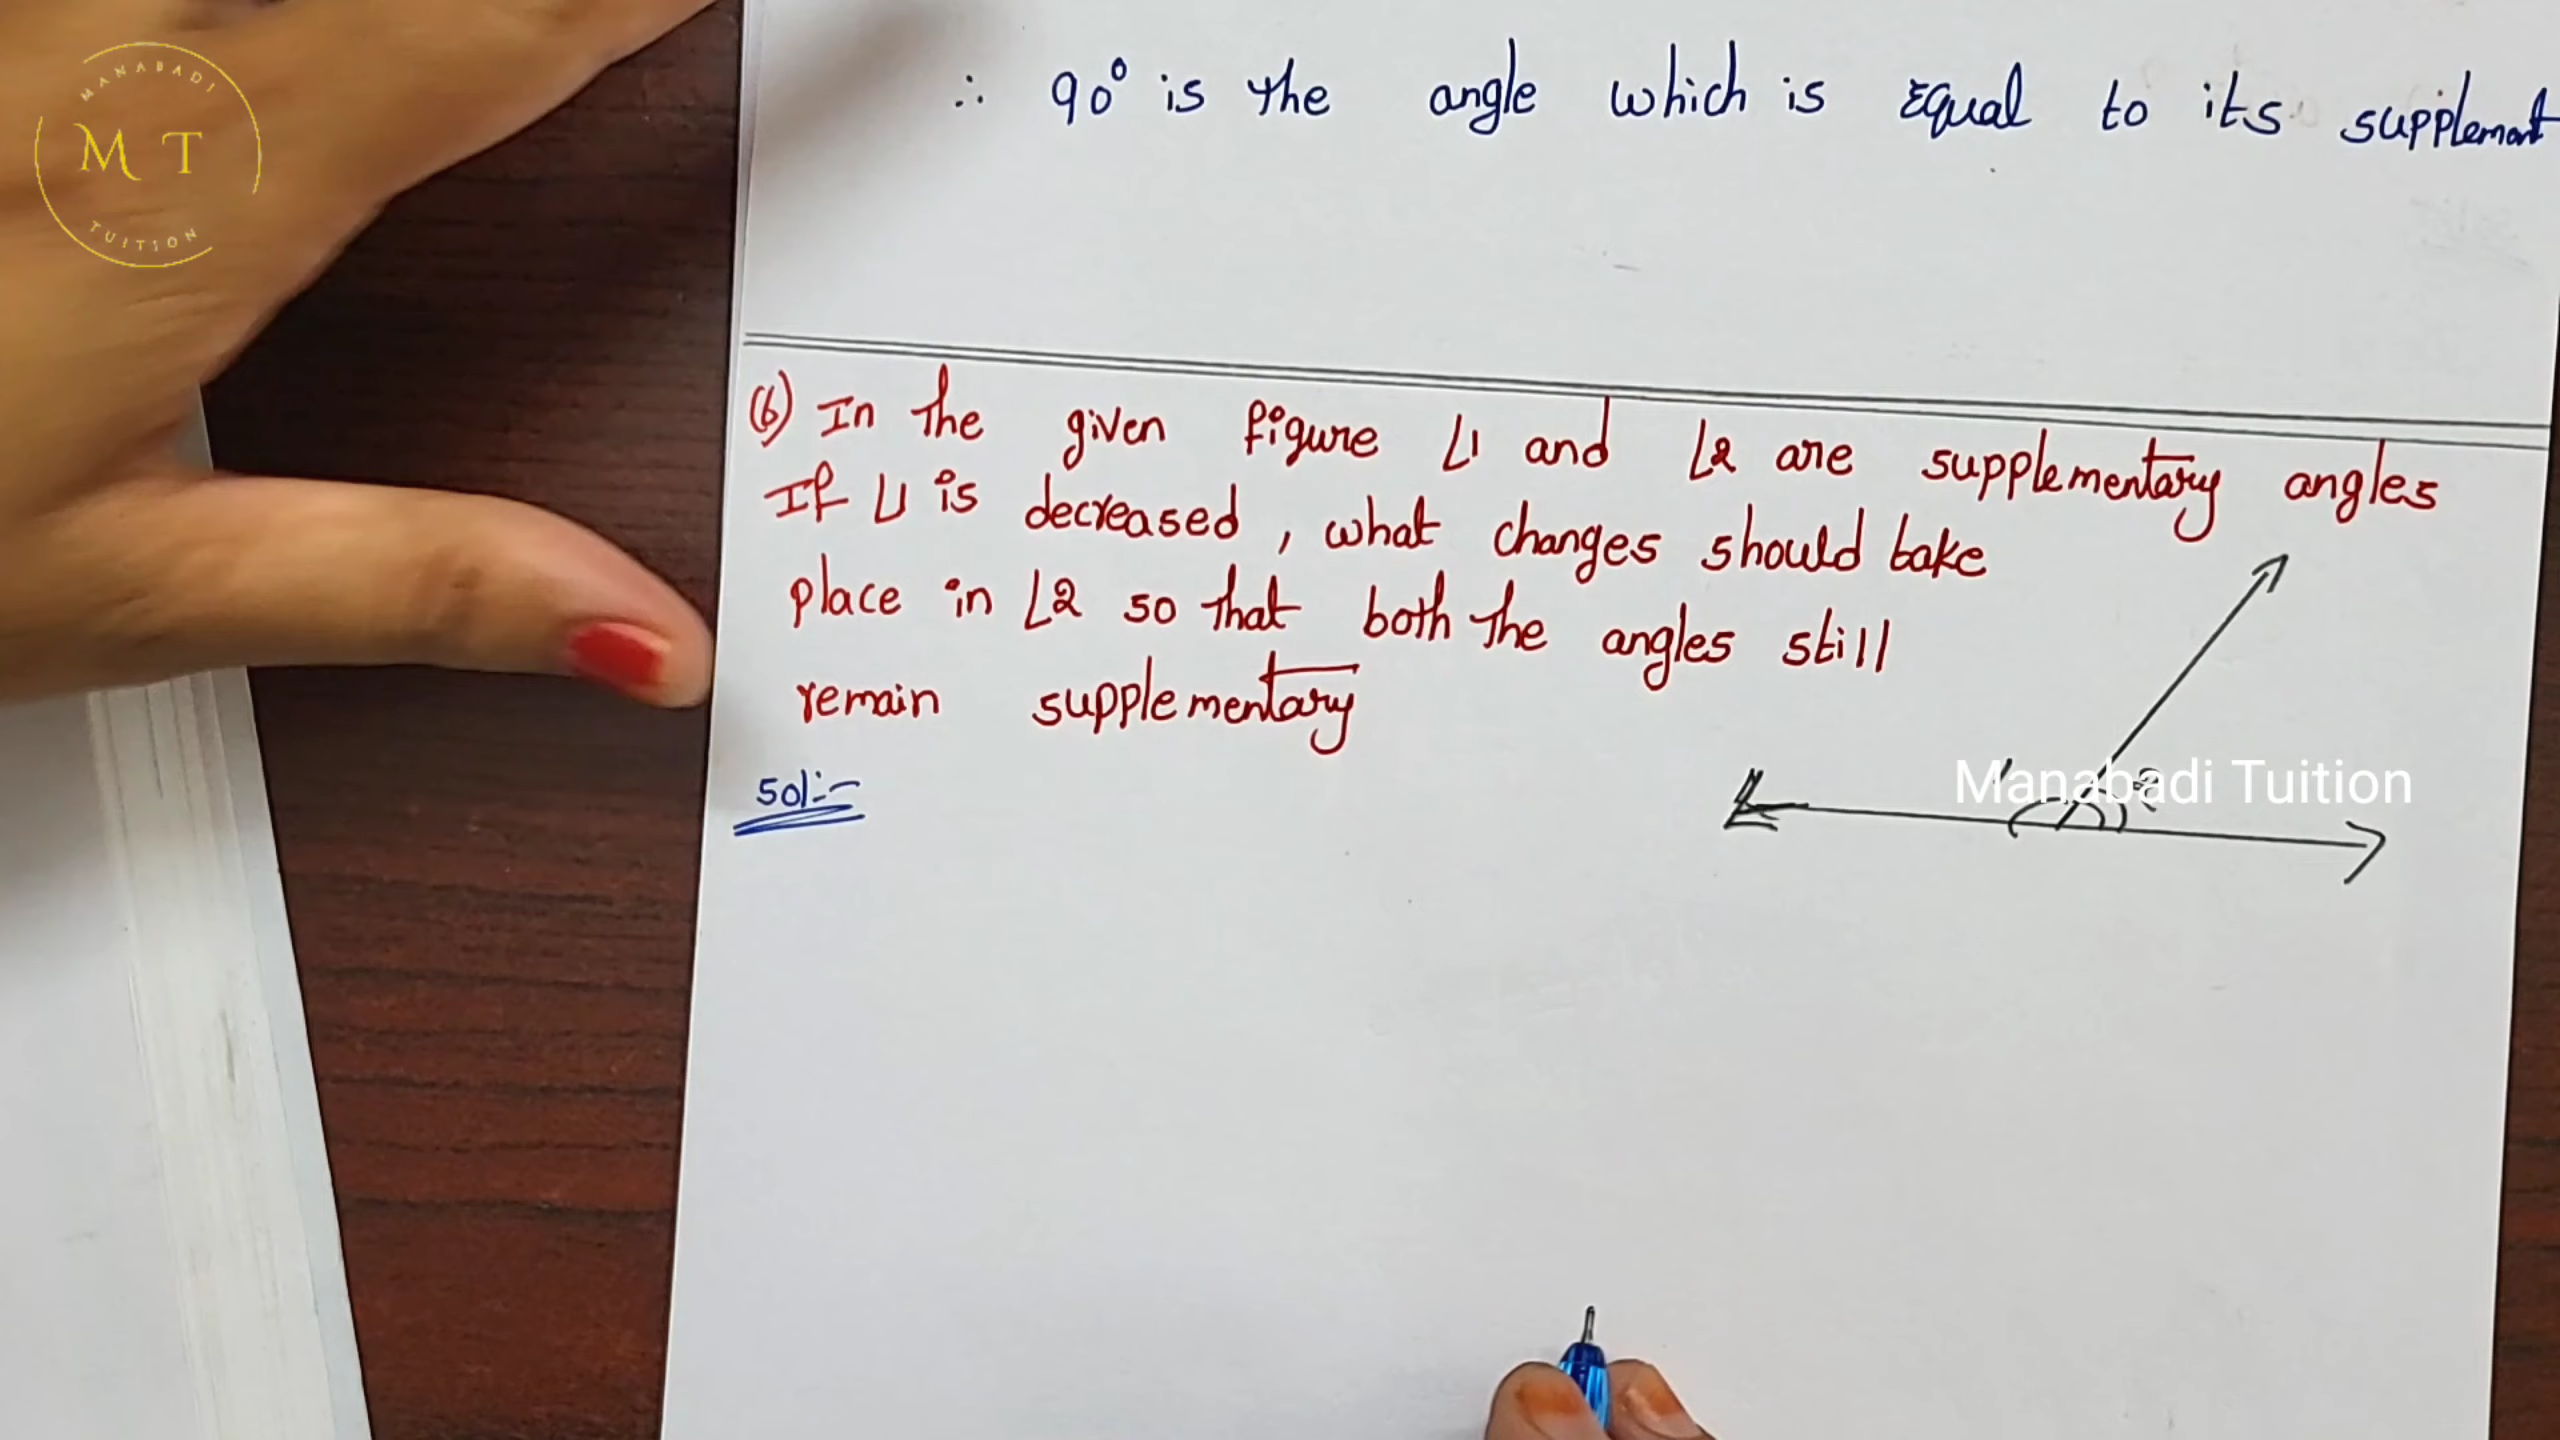 MANABADI
M T
TUITION
∴ 90° is the angle which is Equal to its supplement
(6) In the given figure ∠1 and ∠2 are supplementary angles
If ∠1 is decreased, what changes should take
place in ∠2 so that both the angles still
remain supplementary
Sol:-
1 2
Manabadi Tuition